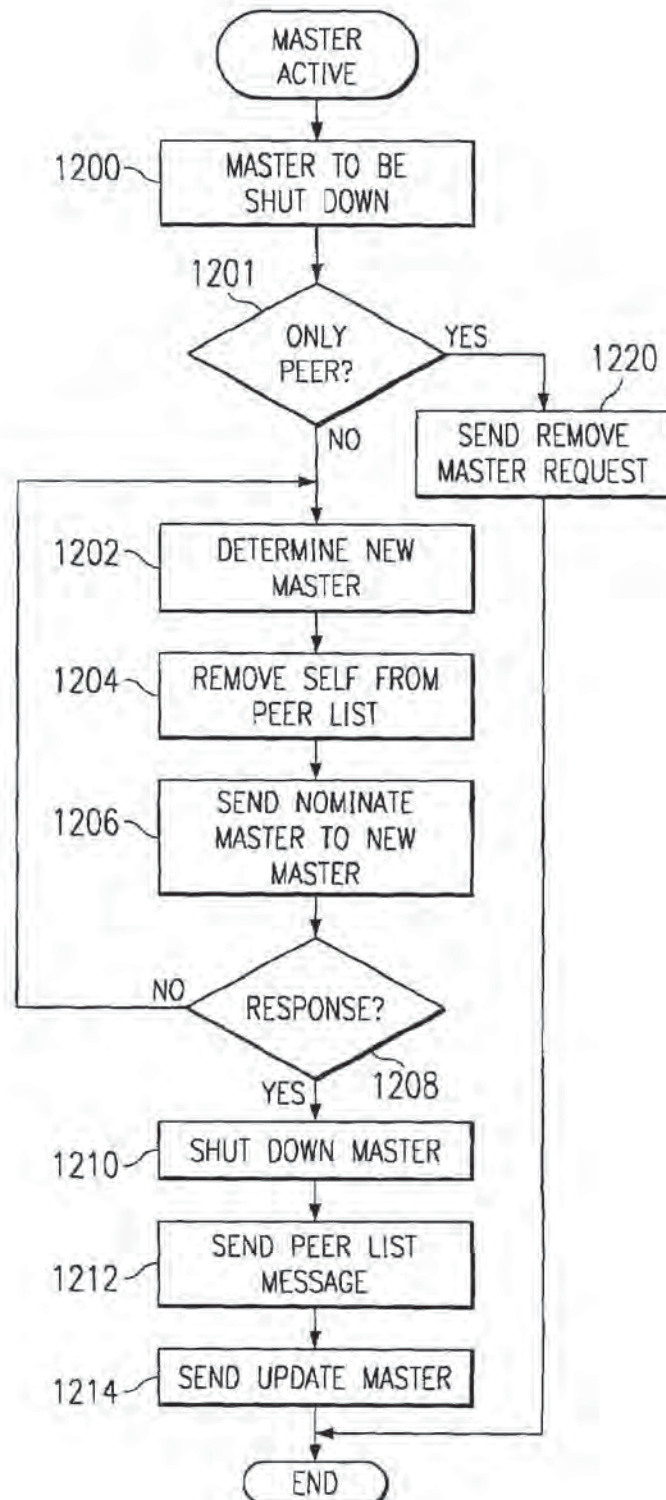 MASTER
ACTIVE
1200
MASTER TO BE
SHUT DOWN
1201
ONLY
PEER?
YES
NO
1220
SEND REMOVE
MASTER REQUEST
1202
DETERMINE NEW
MASTER
1204
REMOVE SELF FROM
PEER LIST
1206
SEND NOMINATE
MASTER TO NEW
MASTER
NO
RESPONSE?
1208
YES
1210
SHUT DOWN MASTER
1212
SEND PEER LIST
MESSAGE
1214
SEND UPDATE MASTER
END